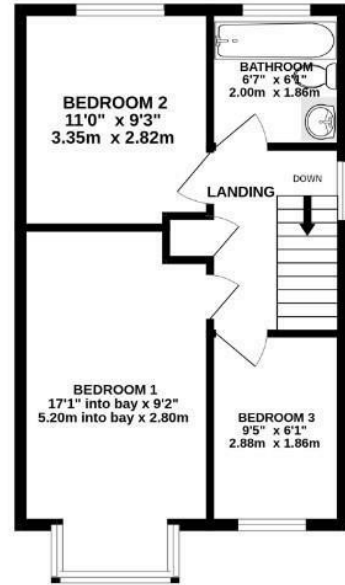 BATHROOM
6'7" x 6'1"
2.00m x 1.86m
BEDROOM 2
11'0" x 9'3"
3.35m x 2.82m
LANDING
DOWN
BEDROOM 1
17'1" into bay x 9'2"
5.20m into bay x 2.80m
BEDROOM 3
9'5" x 6'1"
2.88m x 1.86m